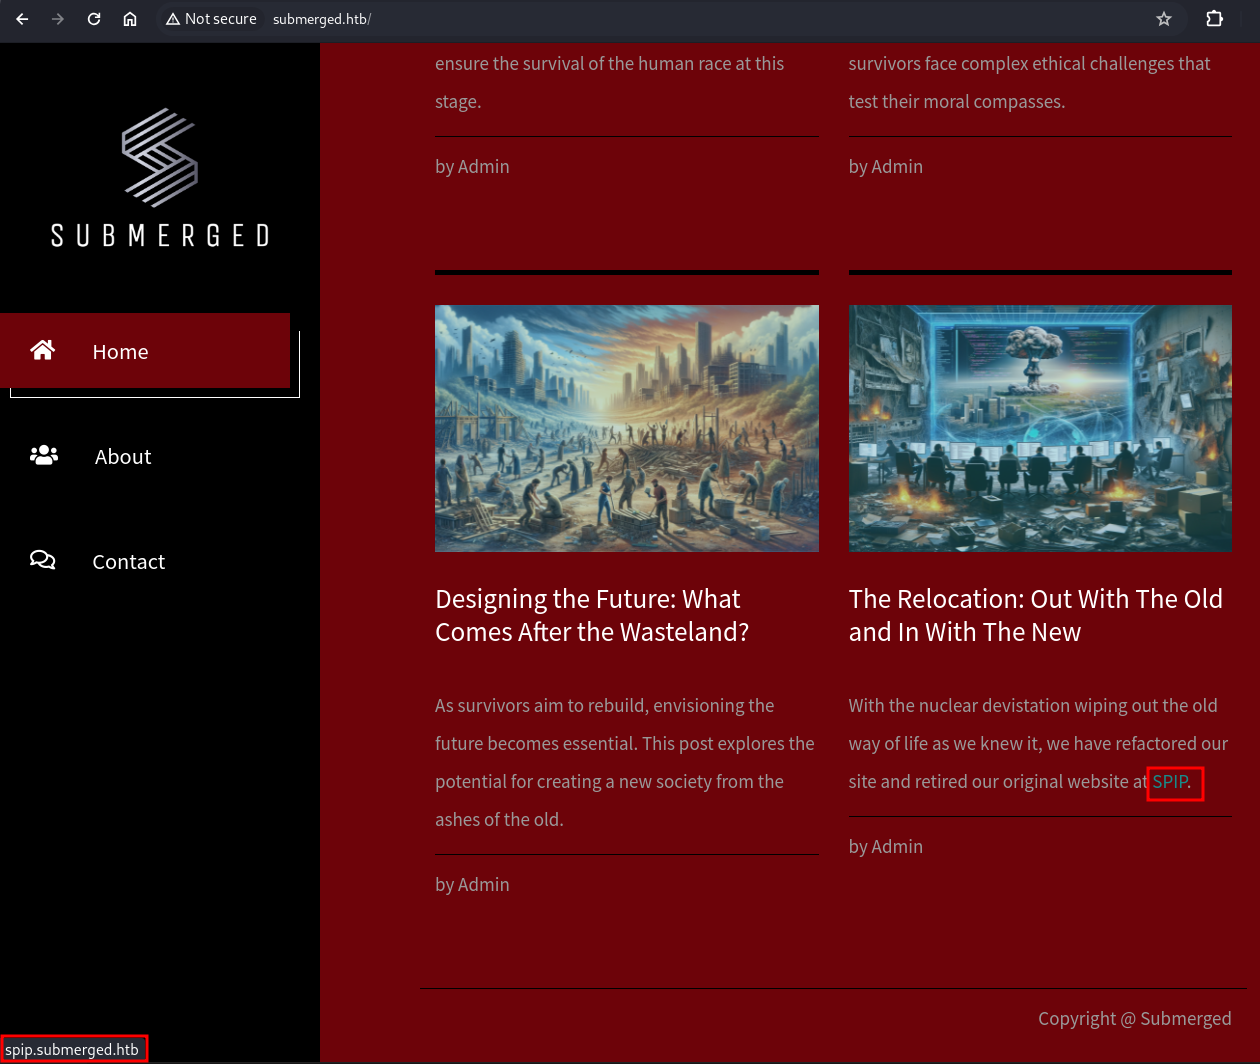 Not secure submerged.htb/
SUBMERGED
Home
About
Contact
ensure the survival of the human race at this
stage.
by Admin
survivors face complex ethical challenges that
test their moral compasses.
by Admin
Designing the Future: What
Comes After the Wasteland?
As survivors aim to rebuild, envisioning the
future becomes essential. This post explores the
potential for creating a new society from the
ashes of the old.
by Admin
The Relocation: Out With The Old
and In With The New
With the nuclear devistation wiping out the old
way of life as we knew it, we have refactored our
site and retired our original website at SPIP.
by Admin
Copyright @ Submerged
spip.submerged.htb